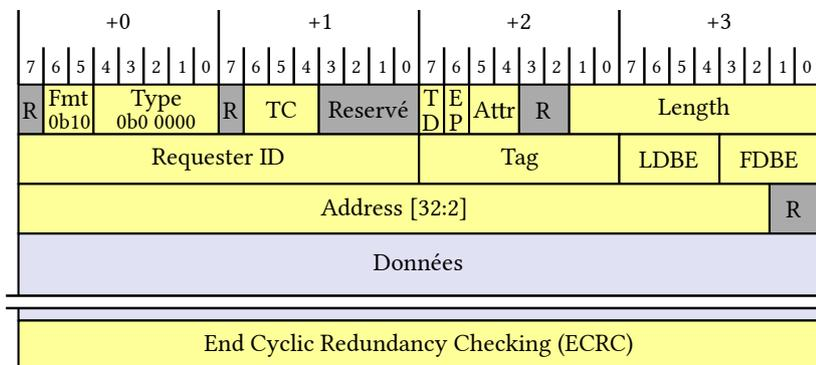 +0 +1 +2 +3
7 6 5 4 3 2 1 0 7 6 5 4 3 2 1 0 7 6 5 4 3 2 1 0 7 6 5 4 3 2 1 0
R Fmt 0b10 Type 0b0 0000 R TC Reservé TD EP Attr R Length
Requester ID Tag LDBE FDBE
Address [32:2] R
Données
End Cyclic Redundancy Checking (ECRC)